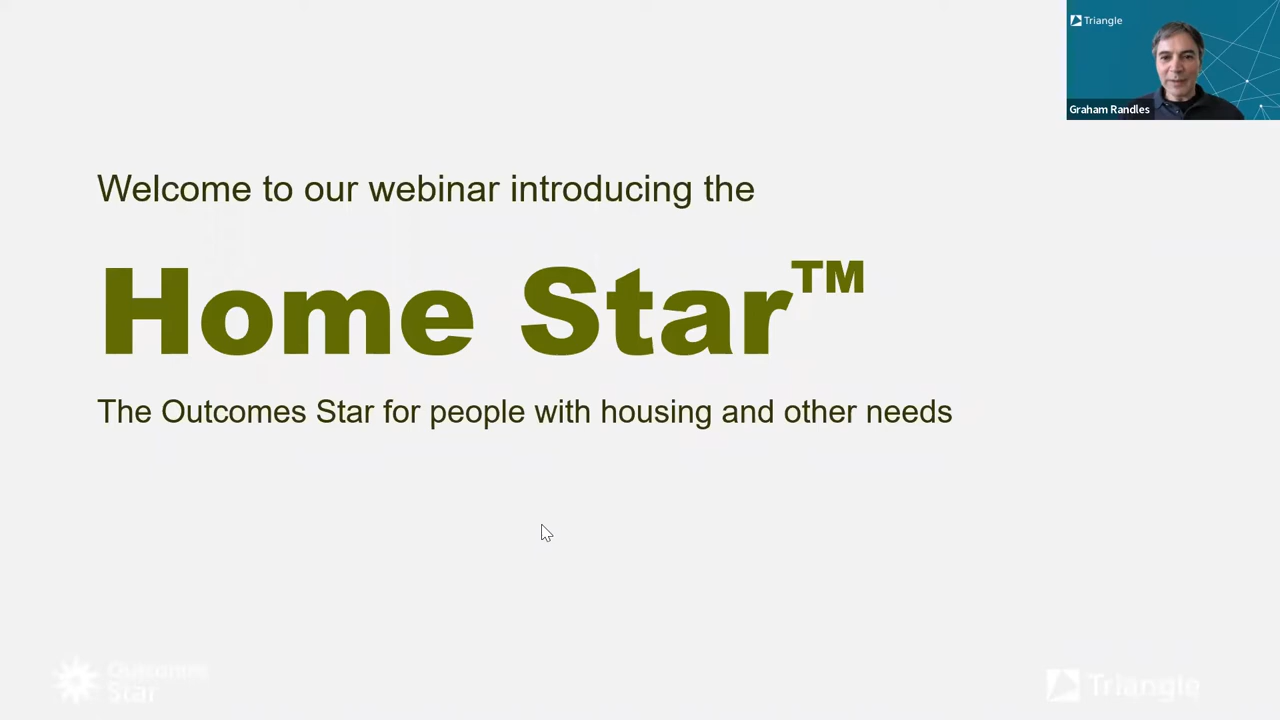 Triangle
Graham Randles
Welcome to our webinar introducing the
Home Star™
The Outcomes Star for people with housing and other needs
Outcomes
Star
Triangle